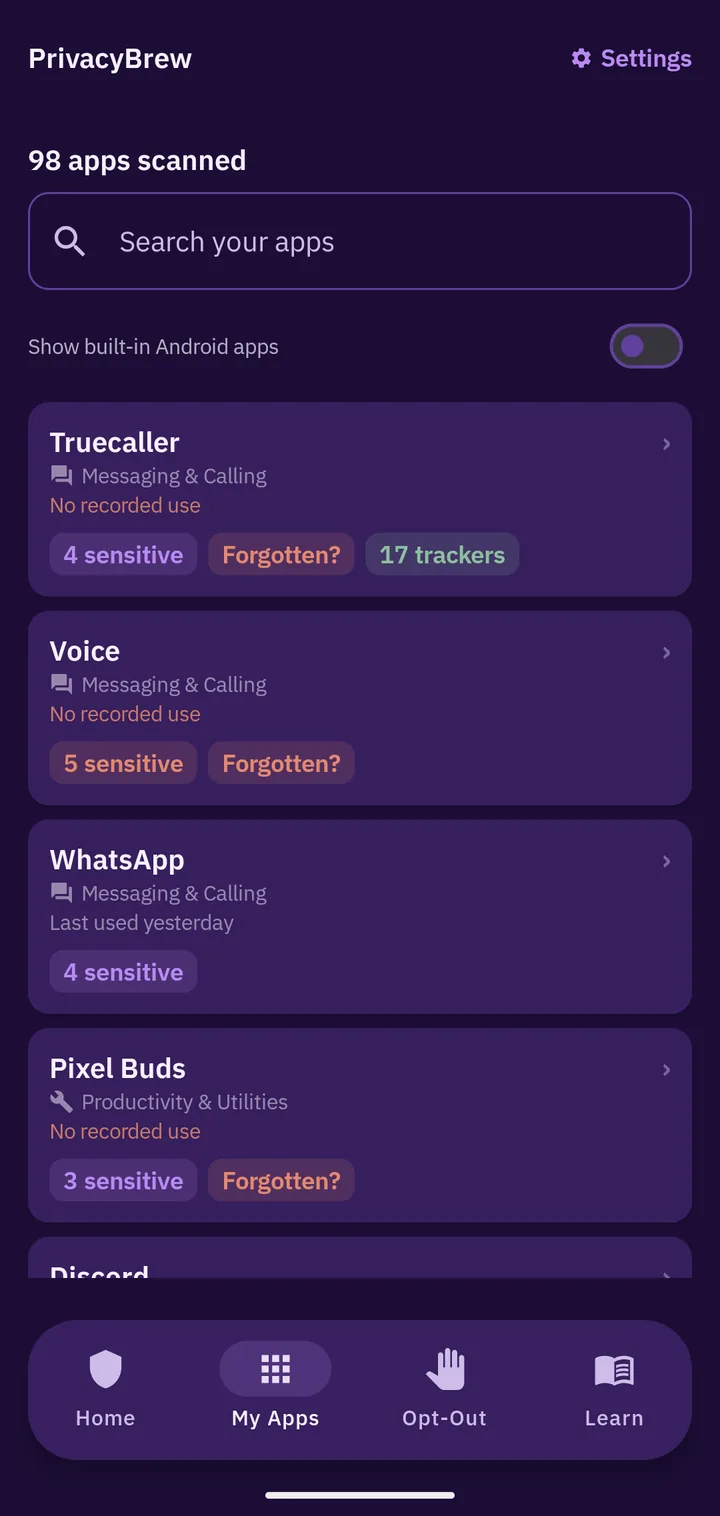 PrivacyBrew
Settings
98 apps scanned
Search your apps
Show built-in Android apps
Truecaller
Messaging & Calling
No recorded use
4 sensitive Forgotten? 17 trackers
Voice
Messaging & Calling
No recorded use
5 sensitive Forgotten?
WhatsApp
Messaging & Calling
Last used yesterday
4 sensitive
Pixel Buds
Productivity & Utilities
No recorded use
3 sensitive Forgotten?
Discord
Home My Apps Opt-Out Learn